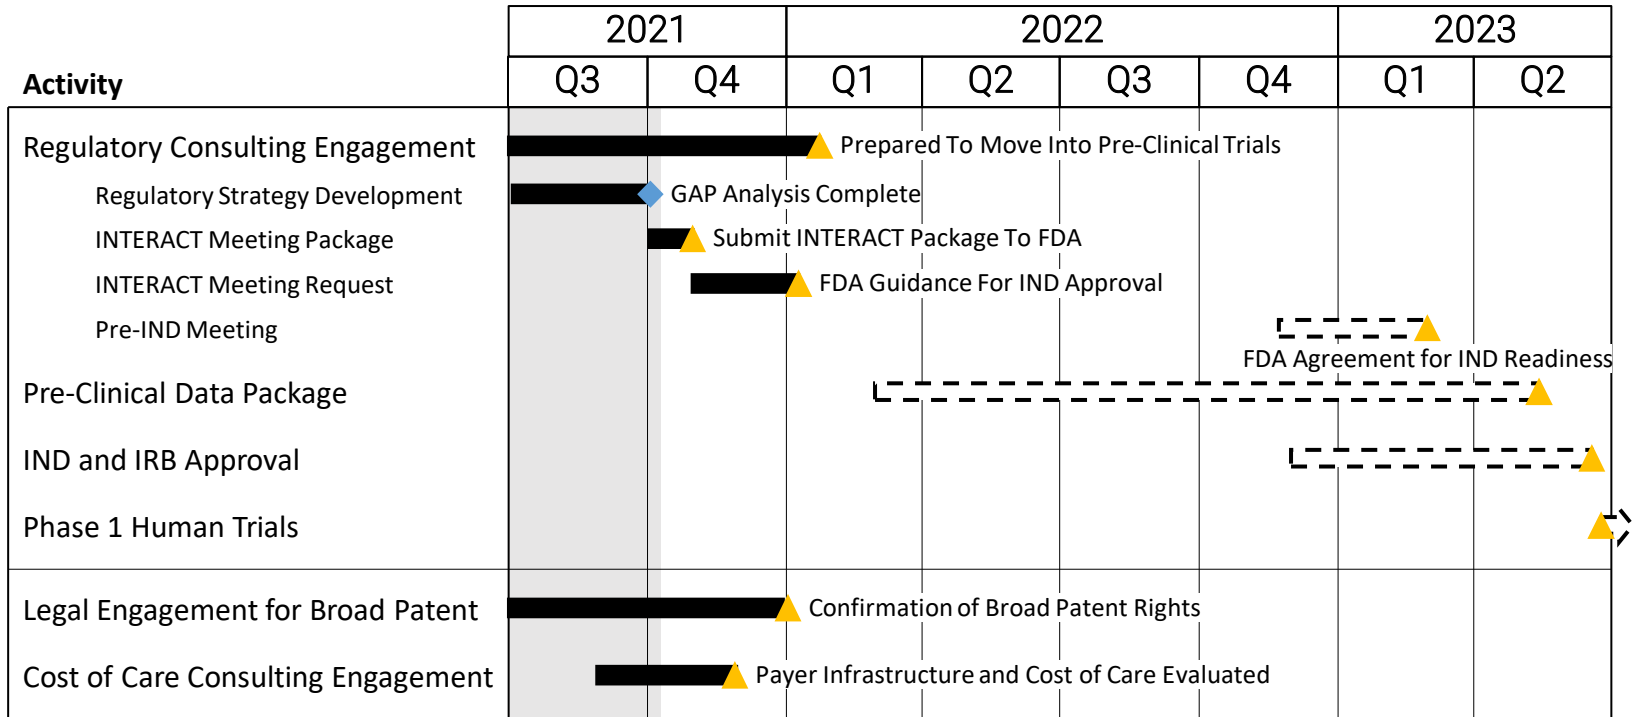 2021 2022 2023
Activity Q3 Q4 Q1 Q2 Q3 Q4 Q1 Q2
Regulatory Consulting Engagement Prepared To Move Into Pre-Clinical Trials
Regulatory Strategy Development GAP Analysis Complete
INTERACT Meeting Package Submit INTERACT Package To FDA
INTERACT Meeting Request FDA Guidance For IND Approval
Pre-IND Meeting
FDA Agreement for IND Readiness
Pre-Clinical Data Package
IND and IRB Approval
Phase 1 Human Trials
Legal Engagement for Broad Patent Confirmation of Broad Patent Rights
Cost of Care Consulting Engagement Payer Infrastructure and Cost of Care Evaluated